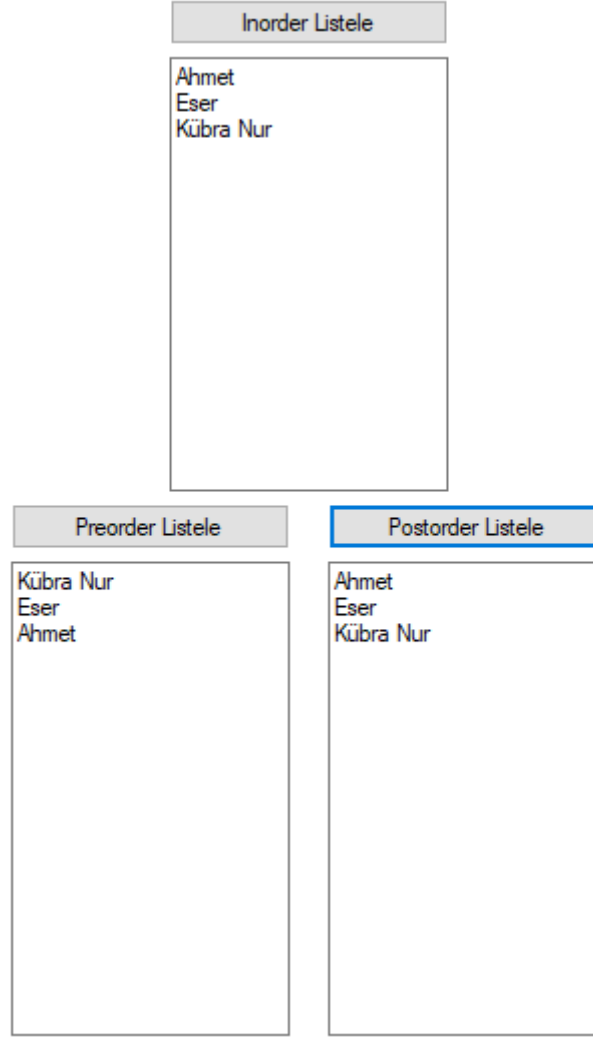 Inorder Listele
Ahmet
Eser
Kübra Nur
Preorder Listele
Kübra Nur
Eser
Ahmet
Postorder Listele
Ahmet
Eser
Kübra Nur